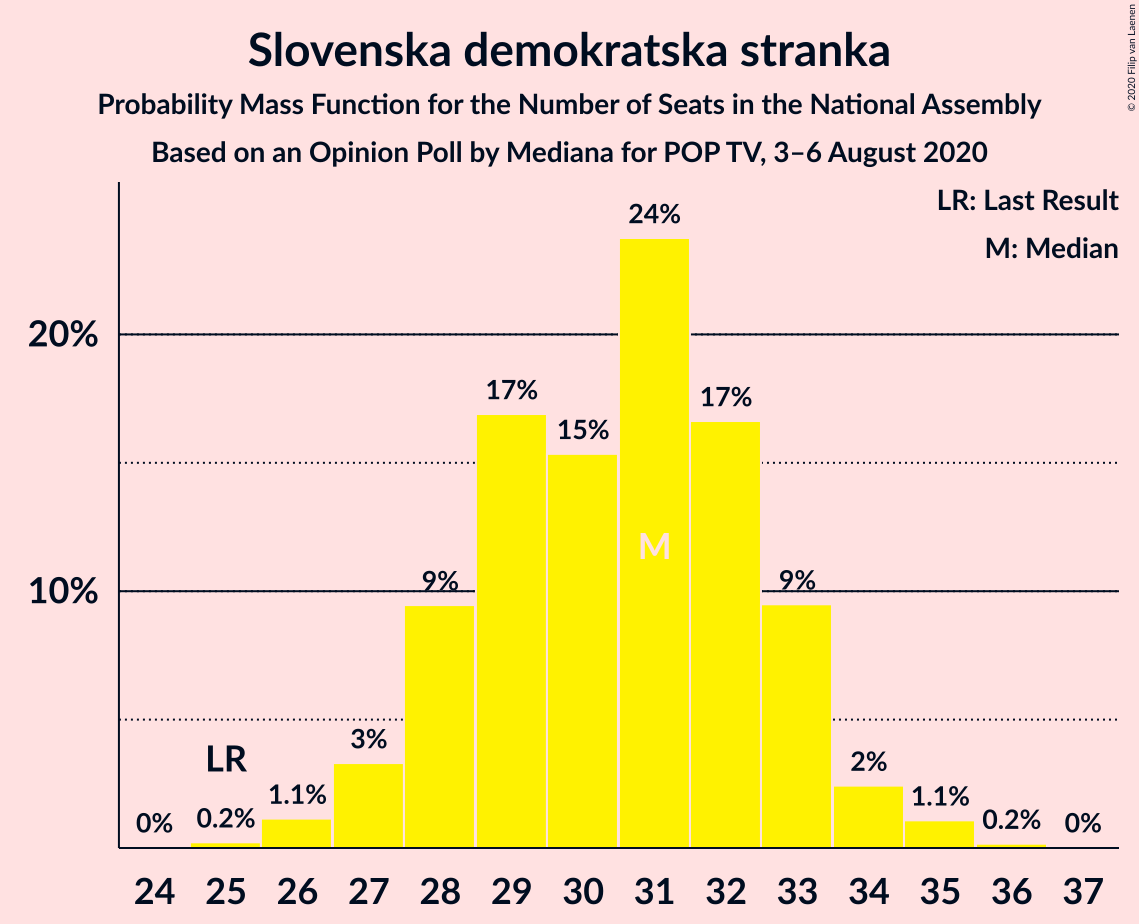 Slovenska demokratska stranka
Probability Mass Function for the Number of Seats in the National Assembly
Based on an Opinion Poll by Mediana for POP TV, 3–6 August 2020
© 2020 Filip van Laenen
LR: Last Result
M: Median
20%
10%
0%
0.2%
1.1%
3%
9%
17%
15%
24%
17%
9%
2%
1.1%
0.2%
0%
LR
M
24 25 26 27 28 29 30 31 32 33 34 35 36 37